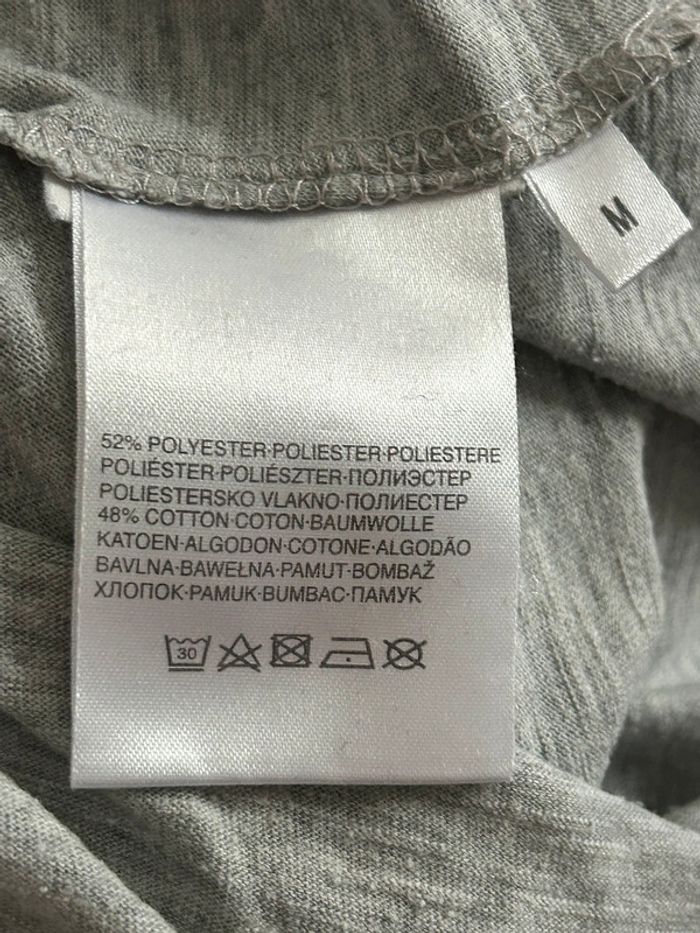 M
52% POLYESTER·POLIESTER·POLIESTERE
POLIÉSTER·POLIÉSZTER·ПОЛИЭСТЕР
POLIESTERSKO VLAKNO·ПОЛИЕСТЕР
48% COTTON·COTON·BAUMWOLLE
KATOEN·ALGODON·COTONE·ALGODÃO
BAVLNA·BAWEŁNA·PAMUT·BOMBAŽ
ХЛОПОК·PAMUK·BUMBAC·ПАМУК
30